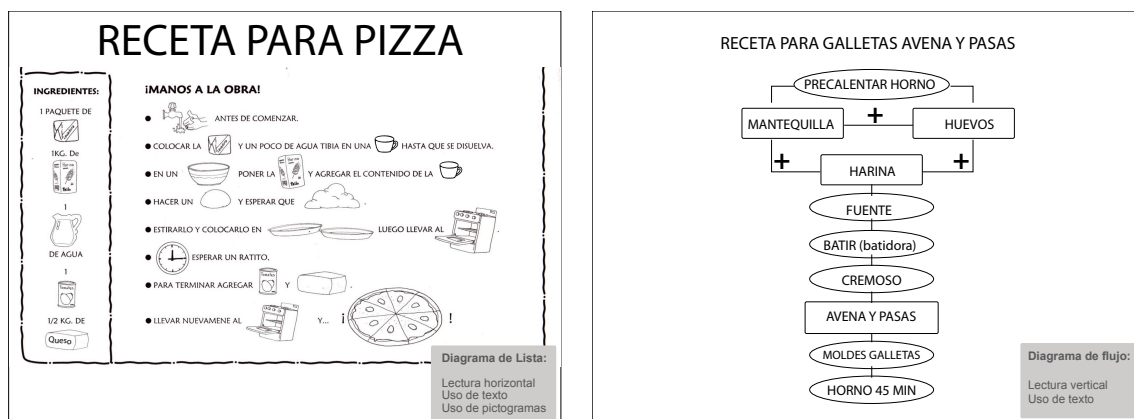 RECETA PARA PIZZA
INGREDIENTES:
1 PAQUETE DE
1KG. De
1
DE AGUA
1
1/2 KG. DE
Queso
¡MANOS A LA OBRA!
● ANTES DE COMENZAR.
● COLOCAR LA Y UN POCO DE AGUA TIBIA EN UNA HASTA QUE SE DISUELVA.
● EN UN PONER LA Y AGREGAR EL CONTENIDO DE LA
● HACER UN Y ESPERAR QUE .
● ESTIRARLO Y COLOCARLO EN LUEGO LLEVAR AL
● ESPERAR UN RATITO,
● PARA TERMINAR AGREGAR Y .
● LLEVAR NUEVAMENE AL Y... ¡ !
Diagrama de Lista:
Lectura horizontal
Uso de texto
Uso de pictogramas
RECETA PARA GALLETAS AVENA Y PASAS
PRECALENTAR HORNO
MANTEQUILLA + HUEVOS
+ HARINA +
FUENTE
BATIR (batidora)
CREMOSO
AVENA Y PASAS
MOLDES GALLETAS
HORNO 45 MIN
Diagrama de flujo:
Lectura vertical
Uso de texto